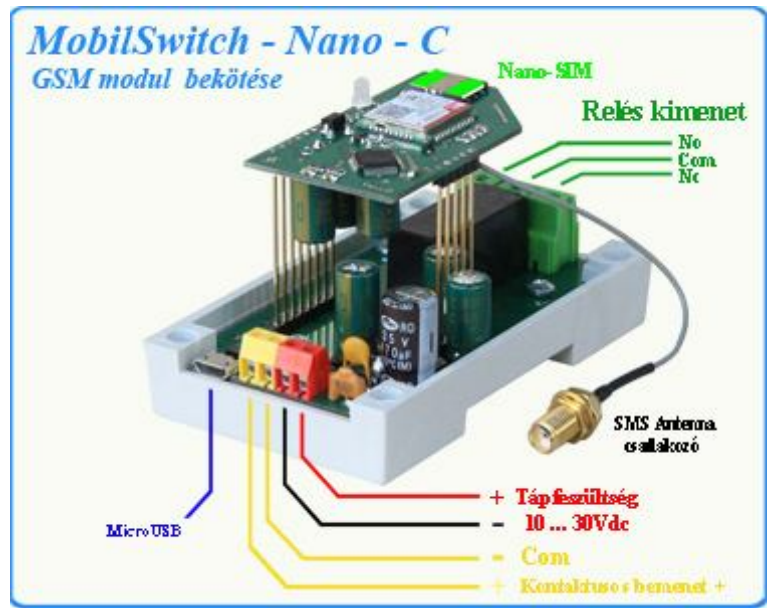 MobilSwitch - Nano - C
GSM modul bekötése
Nano-SIM
Relés kimenet
No
Com
Nc
SMS Antenna
csatlakozó
+ Tápfeszültség
- 10 ... 30Vdc
MicroUSB
- Com
+ Kontaktusos bemenet +